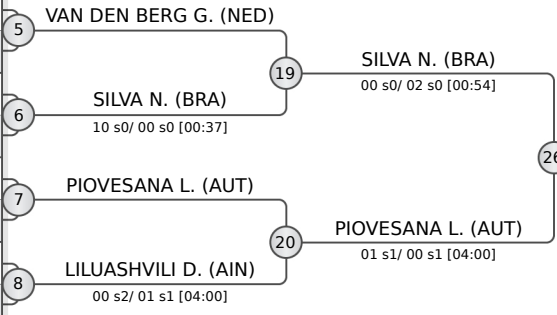 VAN DEN BERG G. (NED)
5
19
SILVA N. (BRA)
00 s0/ 02 s0 [00:54]
SILVA N. (BRA)
6
10 s0/ 00 s0 [00:37]
26
PIOVESANA L. (AUT)
7
20
PIOVESANA L. (AUT)
01 s1/ 00 s1 [04:00]
LILUASHVILI D. (AIN)
8
00 s2/ 01 s1 [04:00]